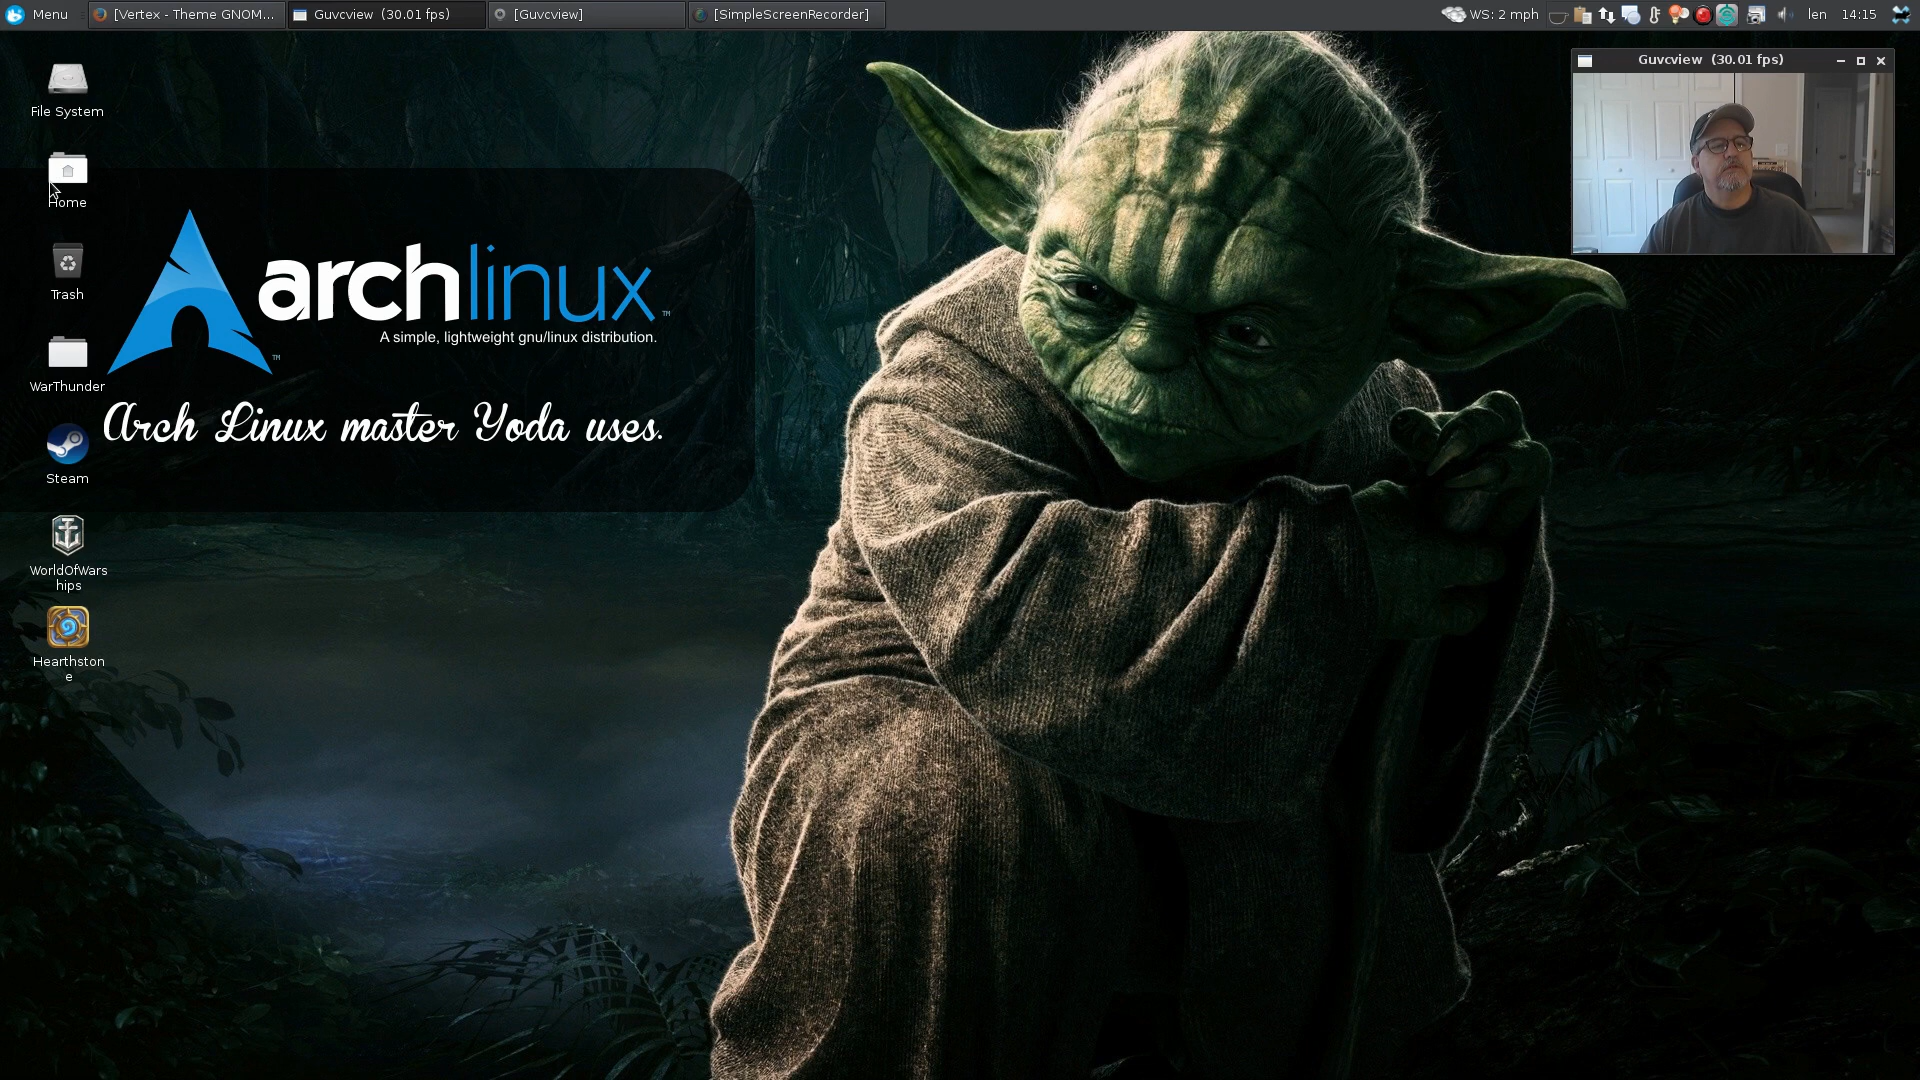 Menu
[Vertex - Theme GNOM...
Guvcview (30.01 fps)
[Guvcview]
[SimpleScreenRecorder]
WS: 2 mph
len
14:15
Guvcview (30.01 fps)
File System
Home
Trash
archlinux™
A simple, lightweight gnu/linux distribution.
TM
WarThunder
Arch Linux master Yoda uses.
Steam
WorldOfWars
hips
Hearthston
e